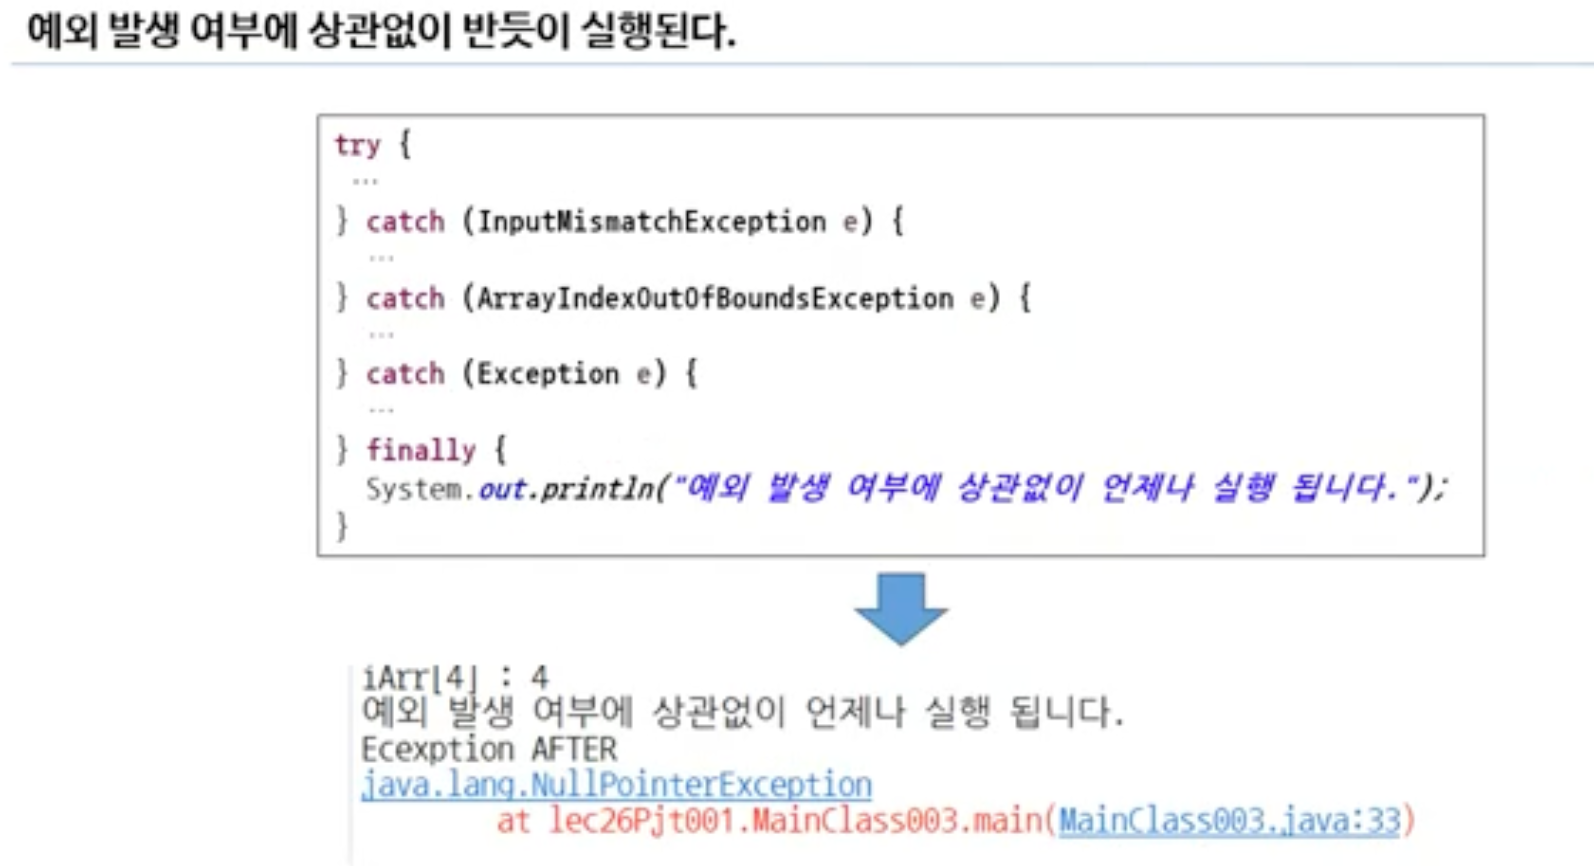 예외 발생 여부에 상관없이 반듯이 실행된다.
try {
...
} catch (InputMismatchException e) {
...
} catch (ArrayIndexOutOfBoundsException e) {
...
} catch (Exception e) {
...
} finally {
System.out.println("예외 발생 여부에 상관없이 언제나 실행 됩니다.");
}
iArr[4] : 4
예외 발생 여부에 상관없이 언제나 실행 됩니다.
Ecexption AFTER
java.lang.NullPointerException
at lec26Pjt001.MainClass003.main(MainClass003.java:33)